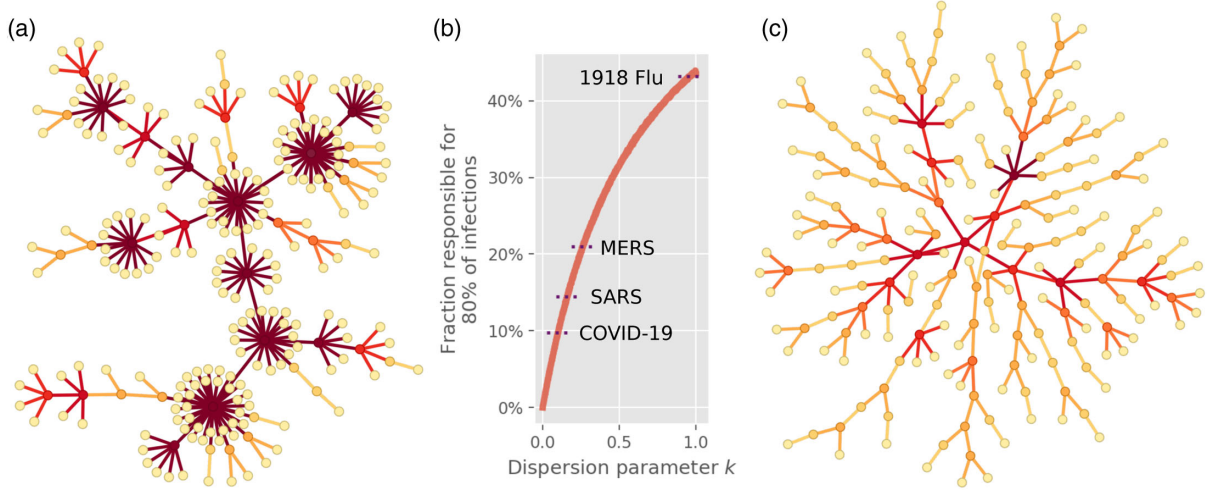 (a)
(b)
(c)
Fraction responsible for
80% of infections
40%
30%
20%
10%
0%
1918 Flu
MERS
SARS
COVID-19
0.0
0.5
1.0
Dispersion parameter k